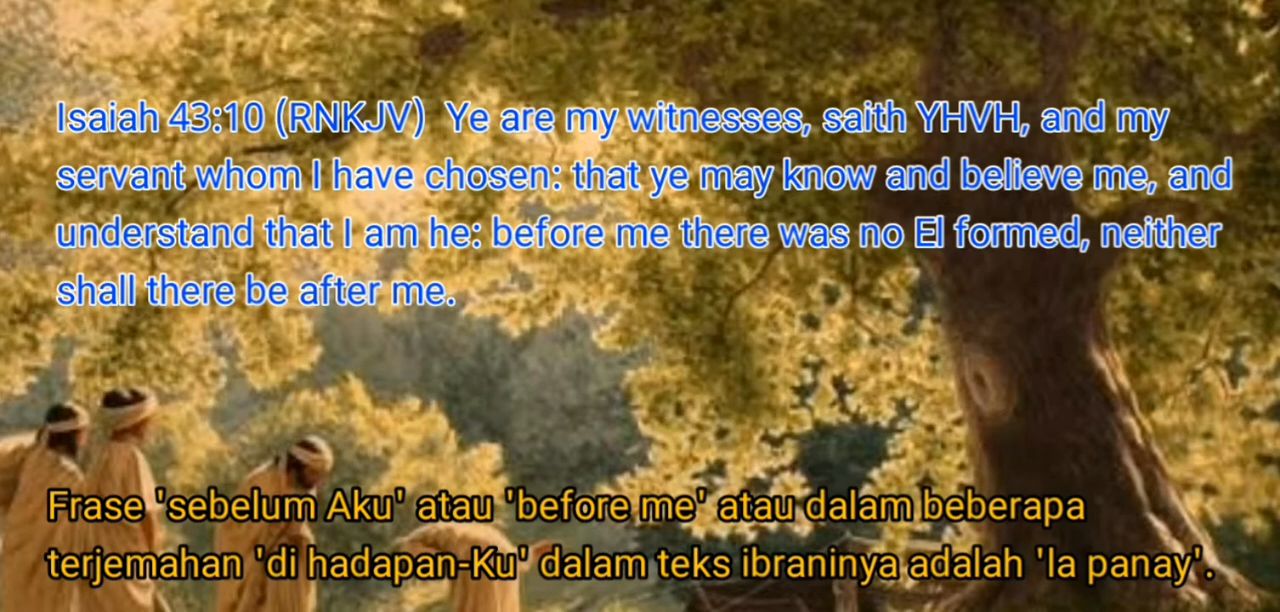 Isaiah 43:10 (RNKJV)  Ye are my witnesses, saith YHVH, and my
servant whom I have chosen: that ye may know and believe me, and
understand that I am he: before me there was no El formed, neither
shall there be after me.
Frase 'sebelum Aku' atau 'before me' atau dalam beberapa
terjemahan 'di hadapan-Ku' dalam teks ibraninya adalah 'la panay'.